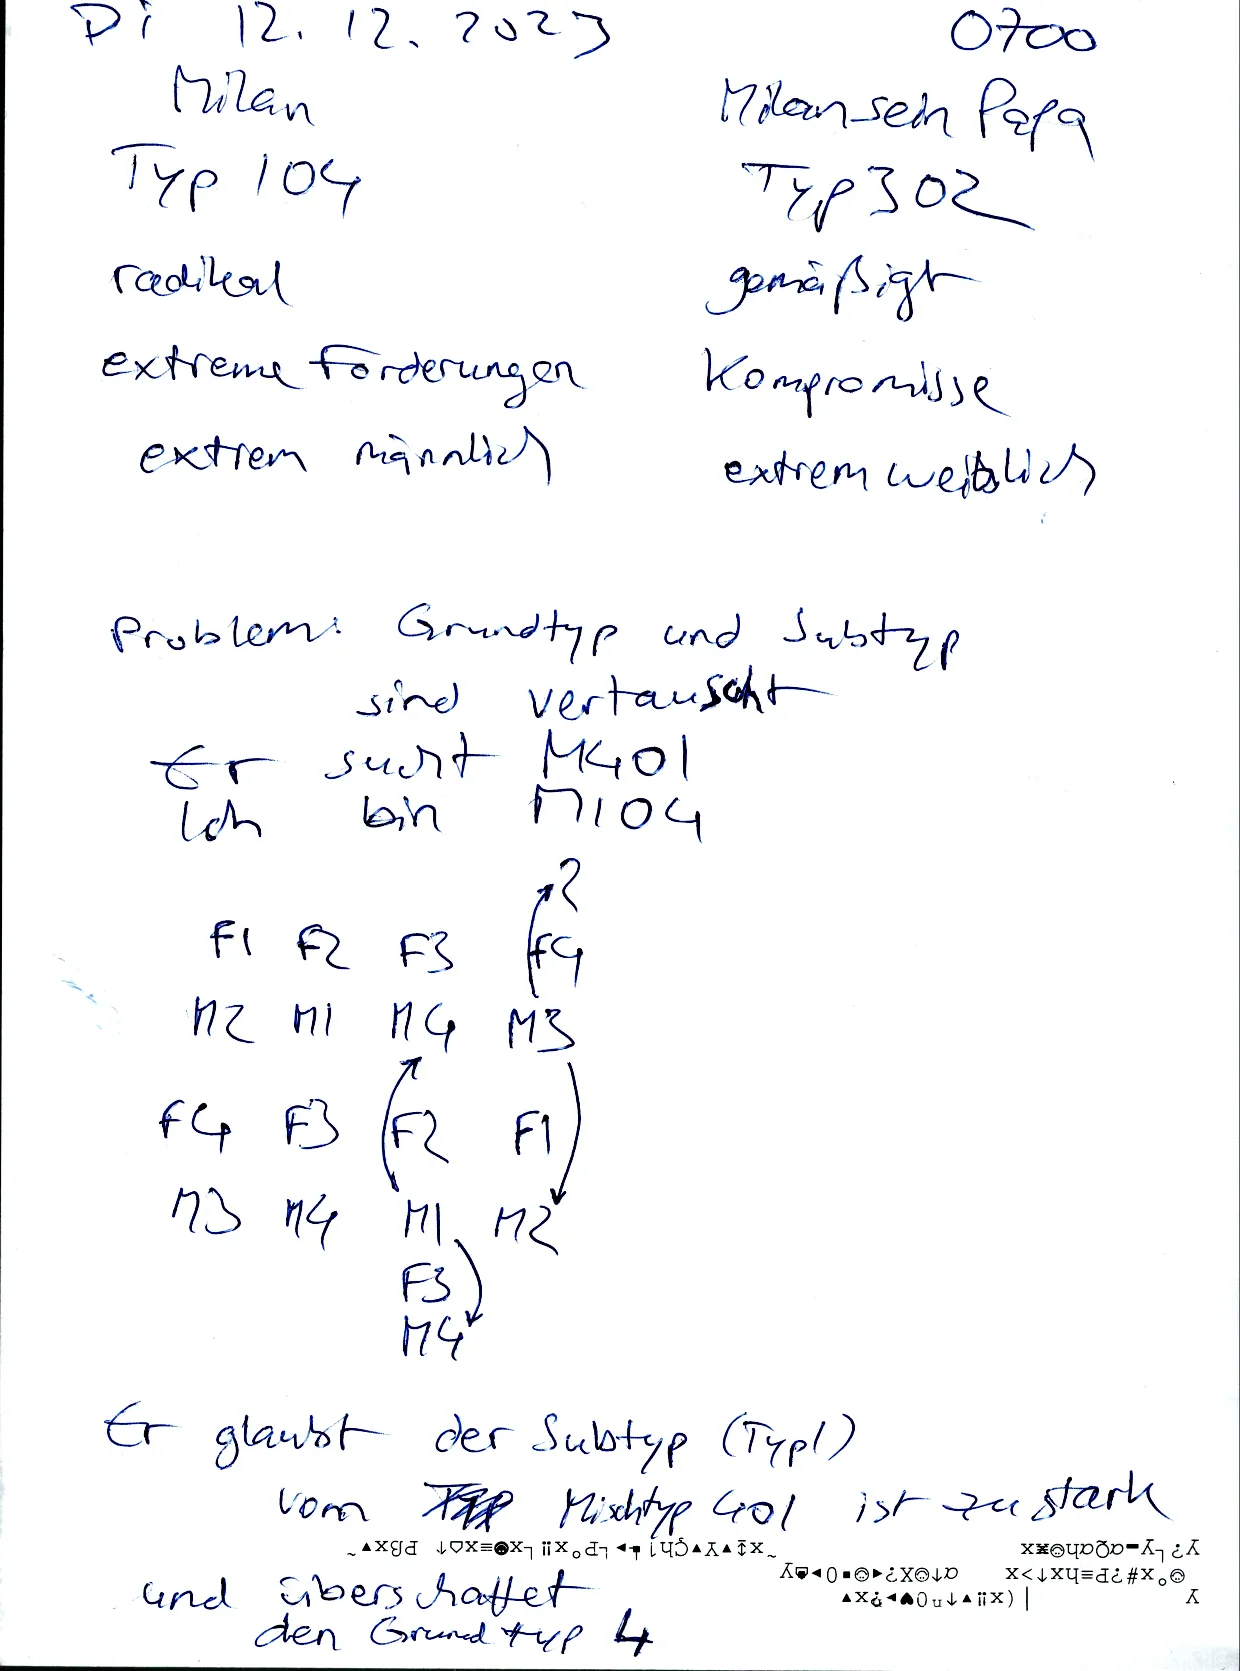 Di 12.12.2023 0700
Milan Milan sein Papa
Typ 104 Typ 302
radikal gemäßigt
extreme Forderungen Kompromisse
extrem männlich extrem weiblich
Problem: Grundtyp und Subtyp
sind vertauscht
Er sucht M401
Ich bin M104
?
F1 F2 F3 F4
M2 M1 M4 M3
F4 F3 F2 F1
M3 M4 M1 M2
F3
M4
Er glaubt der Subtyp (Typ1)
vom Mischtyp 401 ist zu stark
und überschattet
den Grundtyp 4